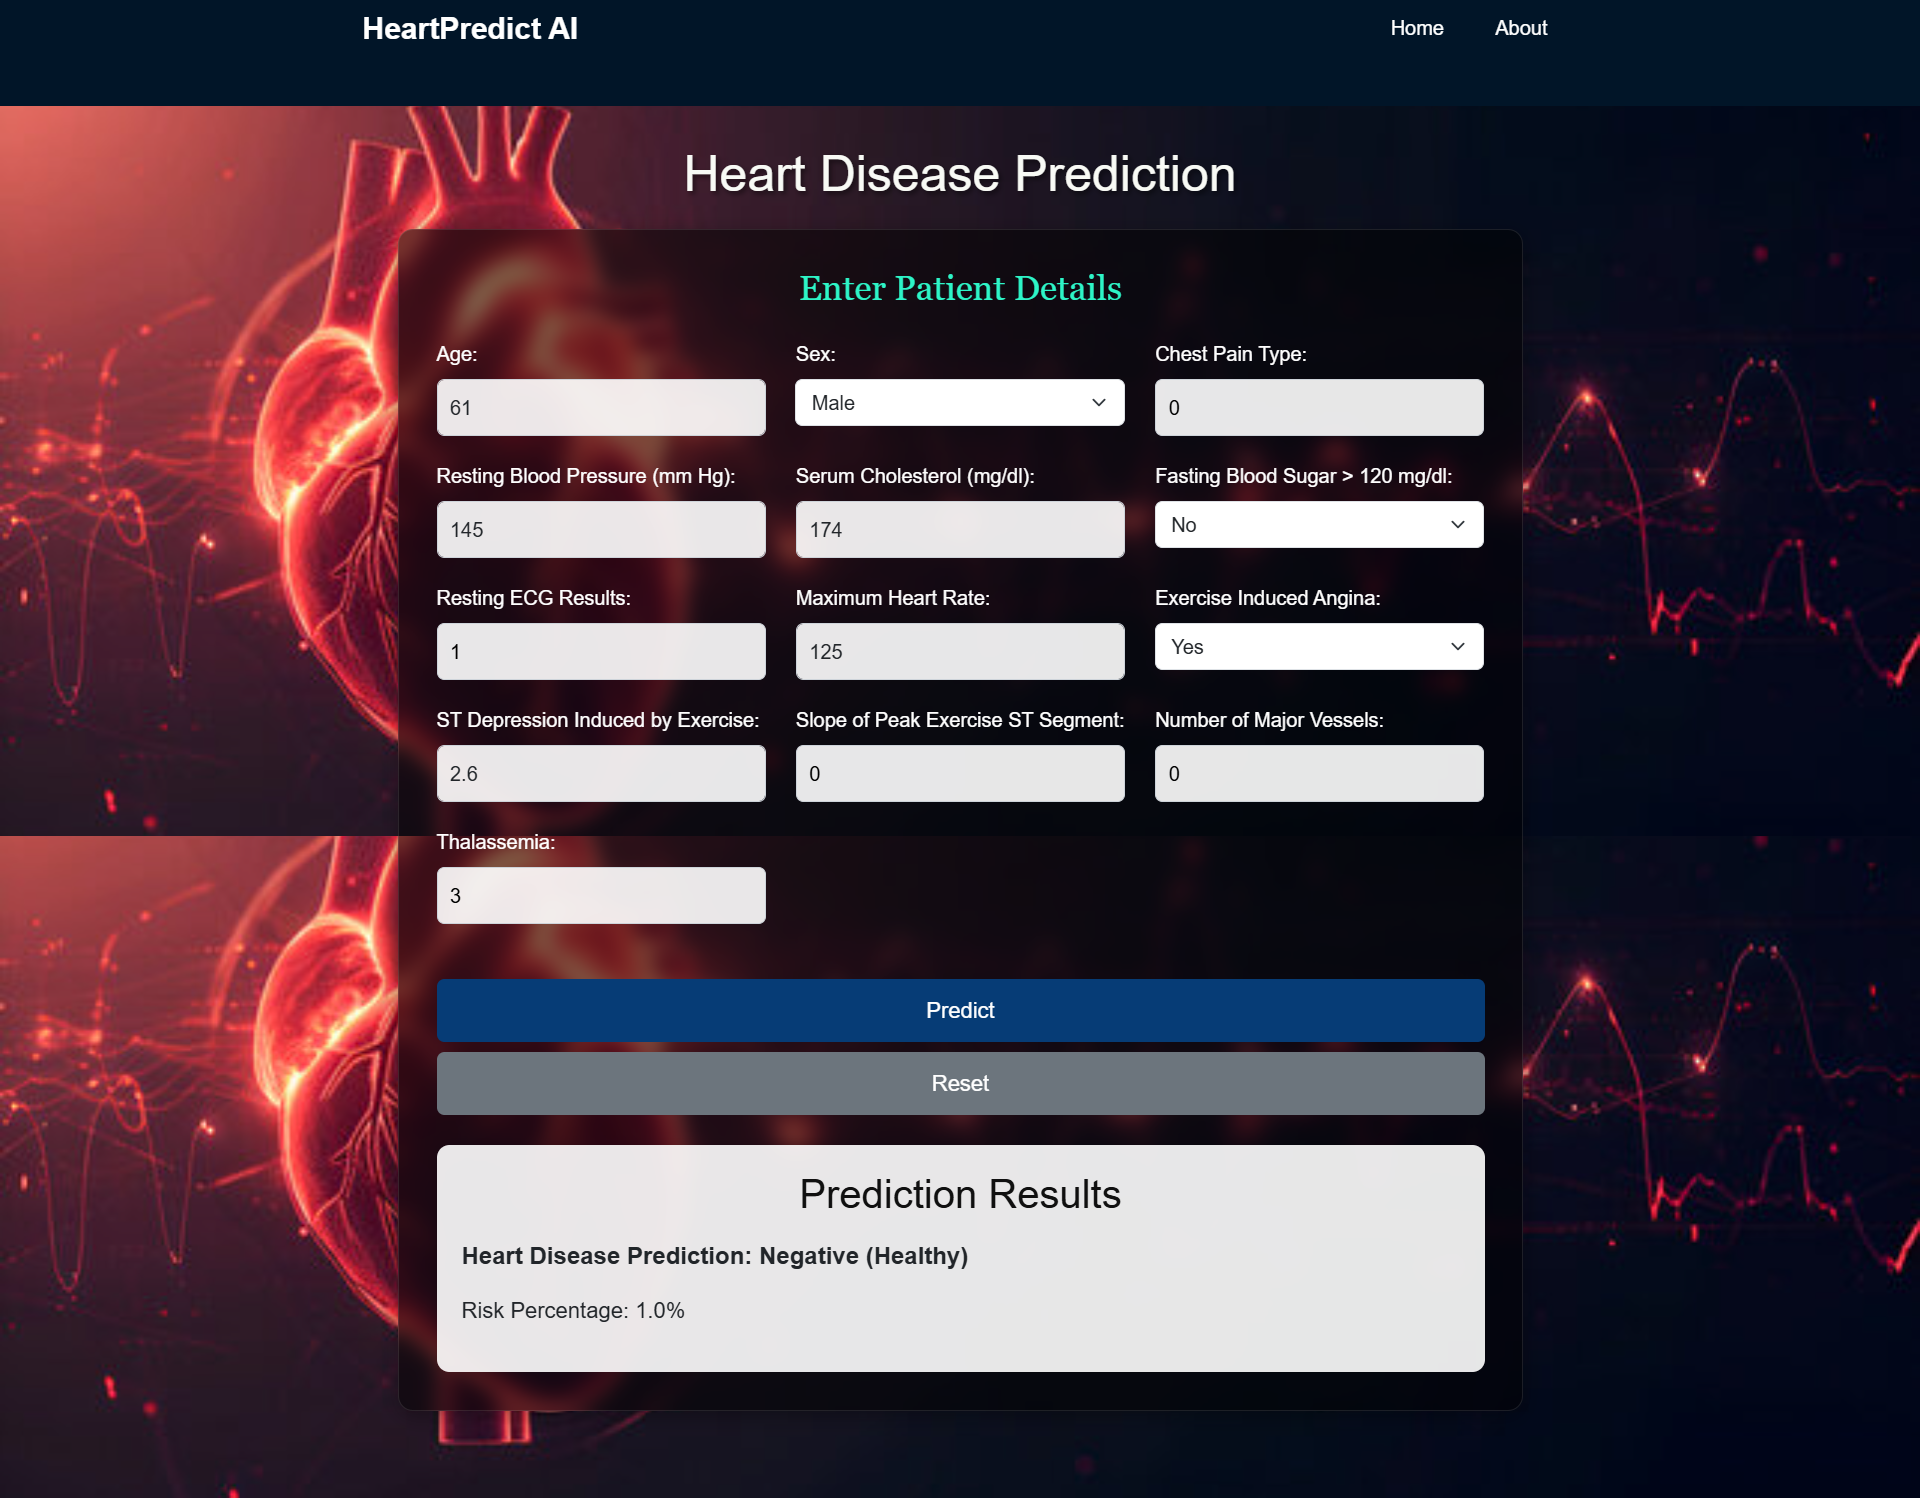 HeartPredict AI
Home
About
Heart Disease Prediction
Enter Patient Details
Age:
Sex:
Chest Pain Type:
61
Male
0
Resting Blood Pressure (mm Hg):
Serum Cholesterol (mg/dl):
Fasting Blood Sugar > 120 mg/dl:
145
174
No
Resting ECG Results:
Maximum Heart Rate:
Exercise Induced Angina:
1
125
Yes
ST Depression Induced by Exercise:
Slope of Peak Exercise ST Segment:
Number of Major Vessels:
2.6
0
0
Thalassemia:
3
Predict
Reset
Prediction Results
Heart Disease Prediction: Negative (Healthy)
Risk Percentage: 1.0%